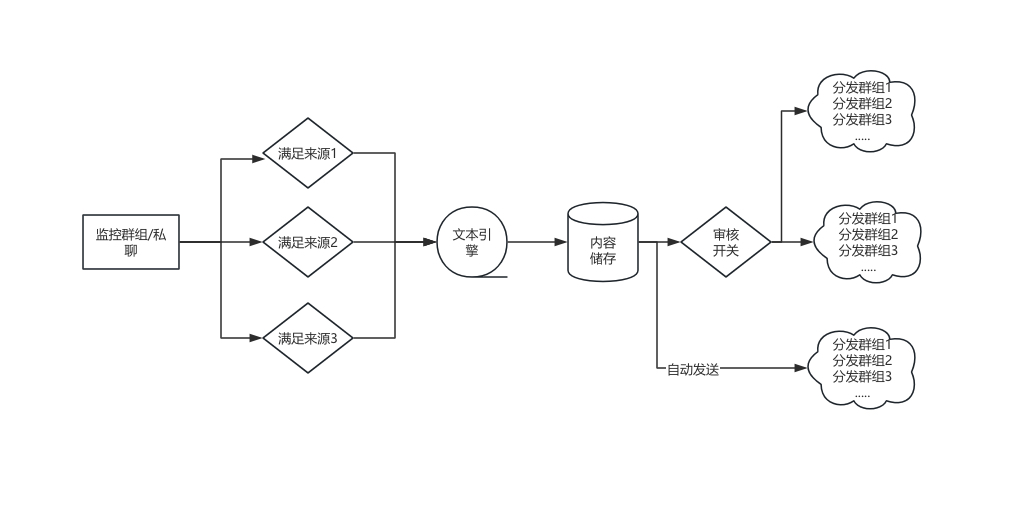 监控群组/私
聊
满足来源1
满足来源2
满足来源3
文本引
擎
内容
储存
审核
开关
自动发送
分发群组1
分发群组2
分发群组3
.....
分发群组1
分发群组2
分发群组3
.....
分发群组1
分发群组2
分发群组3
.....